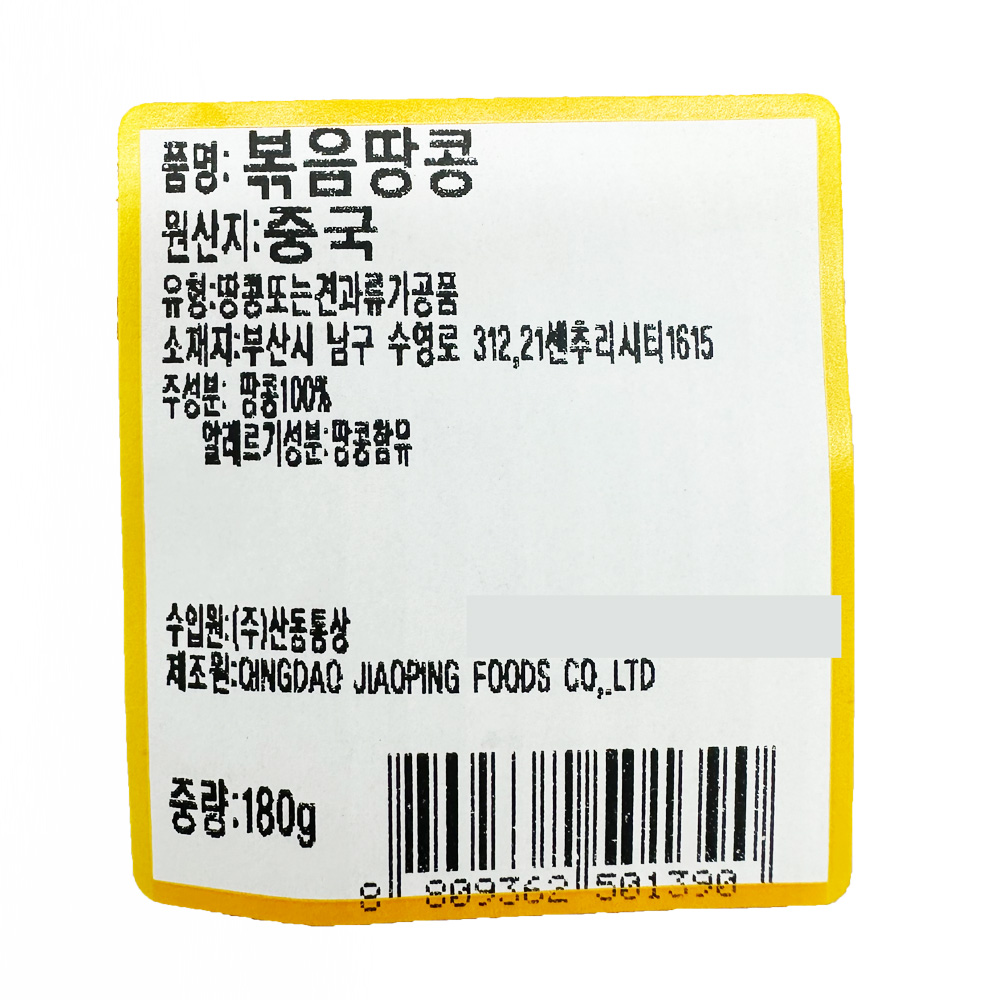 품명: 볶음땅콩
원산지:중국
유형:땅콩또는견과류가공품
소재지:부산시 남구 수영로 312,21센추리시티1615
주성분: 땅콩100%
알레르기성분:땅콩함유
수입원:(주)산동통상
제조원:QINGDAO JIAOPING FOODS CO,.LTD
중량:180g
8 809362 501390